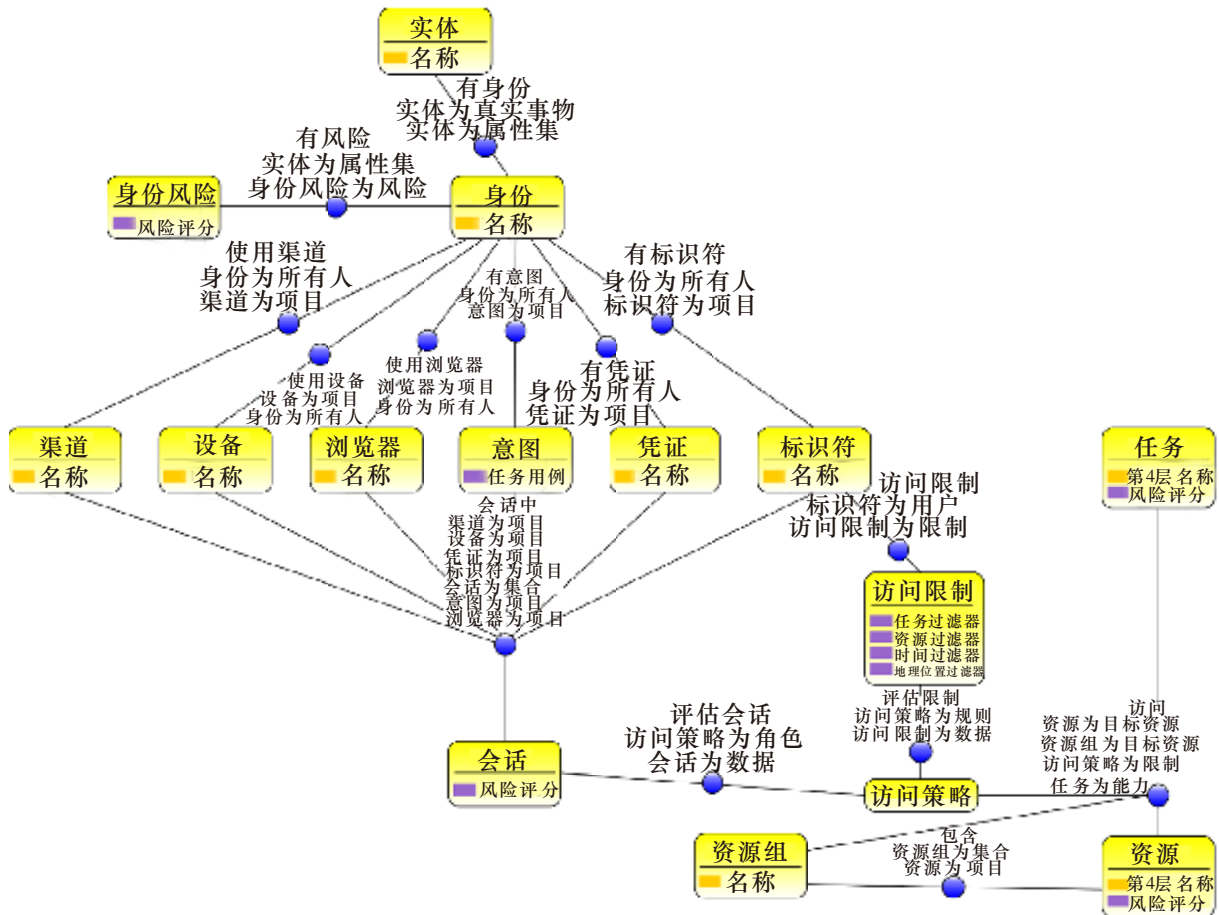 实体
名称
有身份
实体为真实事物
实体为属性集
有风险
实体为属性集
身份风险为风险
身份风险
风险评分
身份
名称
使用渠道
身份为所有人
渠道为项目
有意图
身份为所有人
意图为项目
有标识符
身份为所有人
标识符为项目
使用设备
设备为项目
身份为所有人
使用浏览器
浏览器为项目
身份为所有人
有凭证
身份为所有人
凭证为项目
渠道
名称
设备
名称
浏览器
名称
意图
任务用例
凭证
名称
标识符
名称
任务
第4层 名称
风险评分
会话中
渠道为项目
设备为项目
凭证为项目
标识符为项目
会话为集合
意图为项目
浏览器为项目
访问限制
标识符为用户
访问限制为限制
访问限制
任务过滤器
资源过滤器
时间过滤器
地理位置过滤器
评估限制
访问策略为规则
访问限制为数据
访问
资源为目标资源
资源组为目标资源
访问策略为限制
任务为能力
评估会话
访问策略为角色
会话为数据
会话
风险评分
访问策略
包含
资源组为集合
资源为项目
资源组
名称
资源
第4层 名称
风险评分